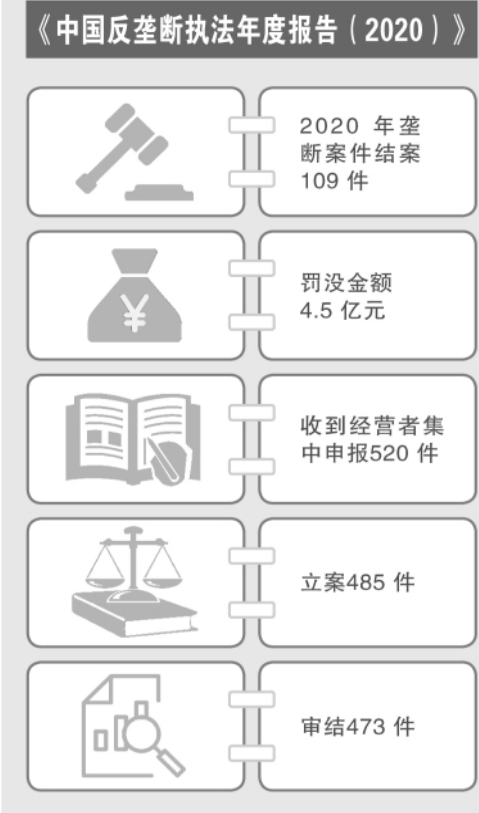 《中国反垄断执法年度报告（2020）》
2020 年垄
断案件结案
109 件
¥
罚没金额
4.5 亿元
收到经营者集
中申报520 件
立案485 件
审结473 件